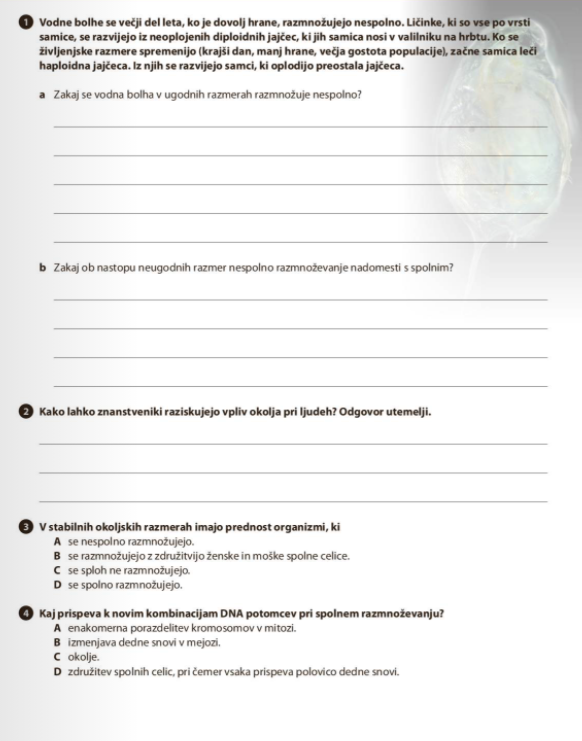 1 Vodne bolhe se večji del leta, ko je dovolj hrane, razmnožujejo nespolno. Ličinke, ki so vse po vrsti
samice, se razvijejo iz neoplojenih diploidnih jajčec, ki jih samica nosi v valilniku na hrbtu. Ko se
življenjske razmere spremenijo (krajši dan, manj hrane, večja gostota populacije), začne samica leči
haploidna jajčeca. Iz njih se razvijejo samci, ki oplodijo preostala jajčeca.
a Zakaj se vodna bolha v ugodnih razmerah razmnožuje nespolno?
b Zakaj ob nastopu neugodnih razmer nespolno razmnoževanje nadomesti s spolnim?
2 Kako lahko znanstveniki raziskujejo vpliv okolja pri ljudeh? Odgovor utemelji.
3 V stabilnih okoljskih razmerah imajo prednost organizmi, ki
A se nespolno razmnožujejo.
B se razmnožujejo z združitvijo ženske in moške spolne celice.
C se sploh ne razmnožujejo.
D se spolno razmnožujejo.
4 Kaj prispeva k novim kombinacijam DNA potomcev pri spolnem razmnoževanju?
A enakomerna porazdelitev kromosomov v mitozi.
B izmenjava dedne snovi v mejozi.
C okolje.
D združitev spolnih celic, pri čemer vsaka prispeva polovico dedne snovi.